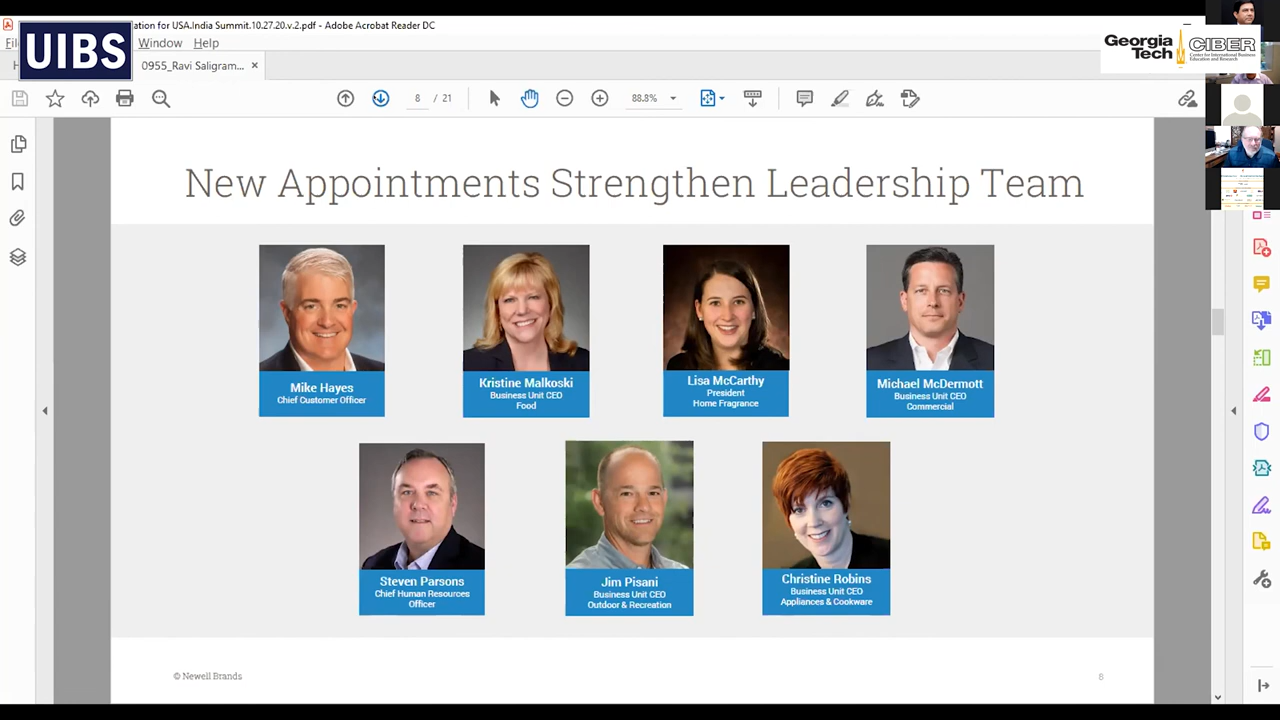 ation for USA.India Summit.10.27.20.v.2.pdf - Adobe Acrobat Reader DC
UIBS
Window Help
Georgia Tech CIBER
Center for International Business
Education and Research
0955_Ravi Saligram...
8 / 21
88.8%
New Appointments Strengthen Leadership Team
Mike Hayes
Chief Customer Officer
Kristine Malkoski
Business Unit CEO
Food
Lisa McCarthy
President
Home Fragrance
Michael McDermott
Business Unit CEO
Commercial
Steven Parsons
Chief Human Resources
Officer
Jim Pisani
Business Unit CEO
Outdoor & Recreation
Christine Robins
Business Unit CEO
Appliances & Cookware
© Newell Brands
8